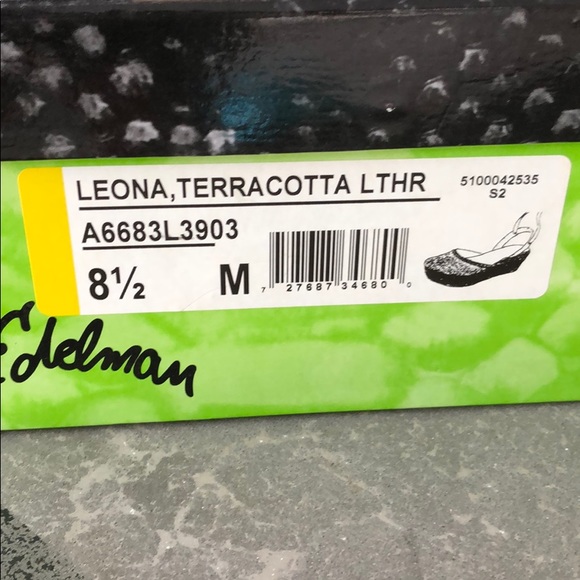 LEONA,TERRACOTTA LTHR
5100042535
S2
A6683L3903
8½ M
7 27687 34680 0
Edelman